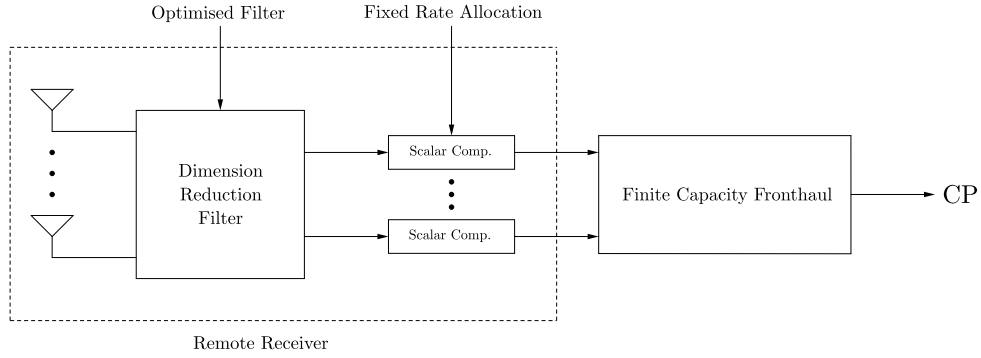 Optimised Filter
Fixed Rate Allocation
Dimension
Reduction
Filter
Scalar Comp.
Scalar Comp.
Finite Capacity Fronthaul
CP
Remote Receiver